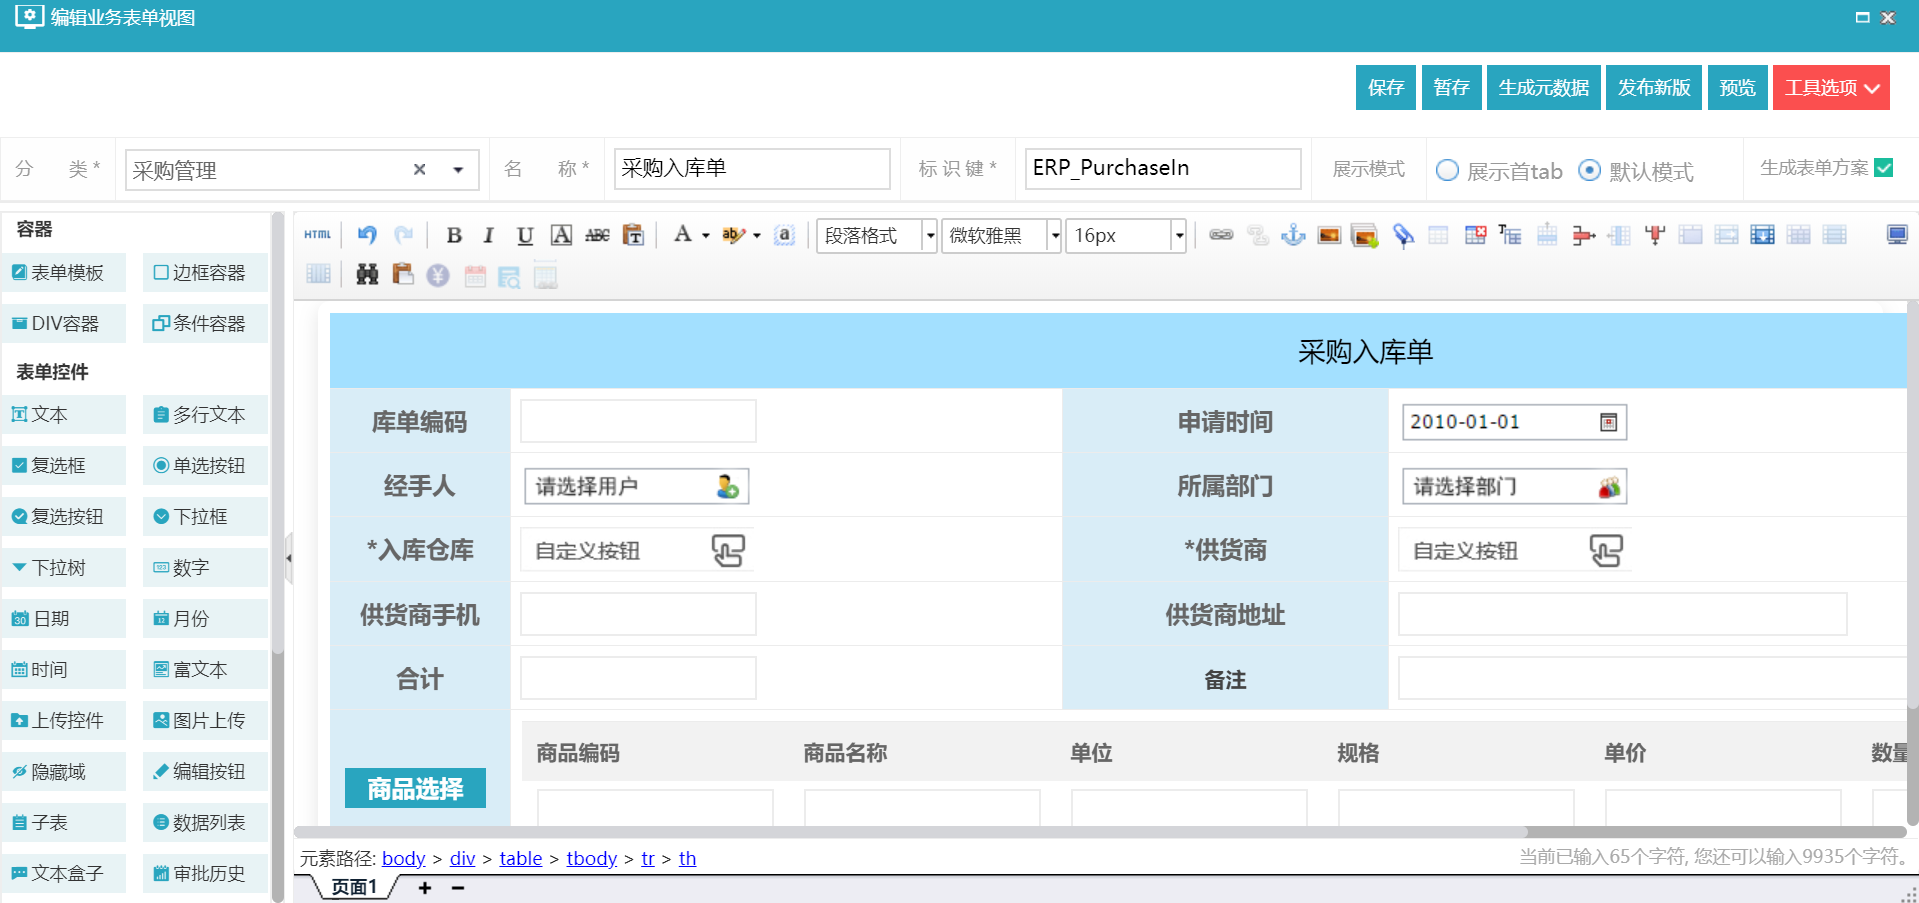 编辑业务表单视图
保存 暂存 生成元数据 发布新版 预览 工具选项
分 类 * 采购管理 名 称 * 采购入库单 标 识 键 * ERP_PurchaseIn 展示模式 展示首tab 默认模式 生成表单方案
容器
表单模板 边框容器
DIV容器 条件容器
表单控件
文本 多行文本
复选框 单选按钮
复选按钮 下拉框
下拉树 数字
日期 月份
时间 富文本
上传控件 图片上传
隐藏域 编辑按钮
子表 数据列表
文本盒子 审批历史
HTML B I U A ABC T A ab a 段落格式 微软雅黑 16px
采购入库单
库单编码 申请时间 2010-01-01
经手人 请选择用户 所属部门 请选择部门
*入库仓库 自定义按钮 *供货商 自定义按钮
供货商手机 供货商地址
合计 备注
商品编码 商品名称 单位 规格 单价 数量
商品选择
元素路径: body > div > table > tbody > tr > th 当前已输入65个字符, 您还可以输入9935个字符。
页面1 + −